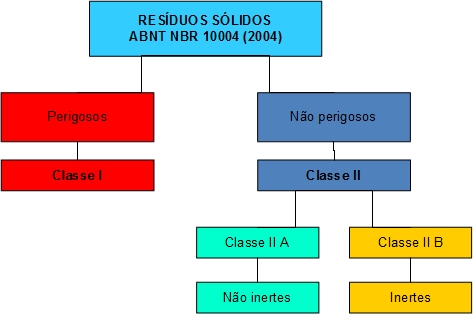 RESÍDUOS SÓLIDOS
ABNT NBR 10004 (2004)
Perigosos
Não perigosos
Classe I
Classe II
Classe II A
Classe II B
Não inertes
Inertes